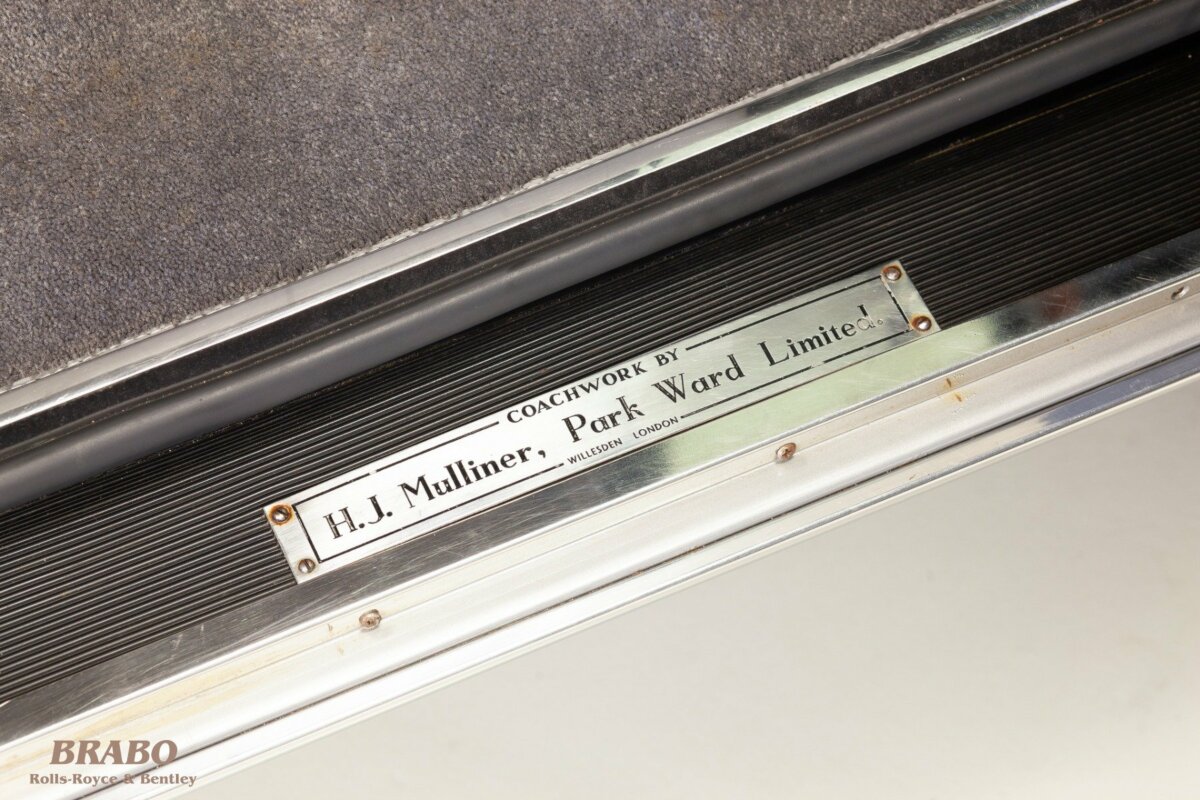 COACHWORK BY
H.J. Mulliner, Park Ward Limited.
WILLESDEN LONDON
BRABO
Rolls-Royce & Bentley